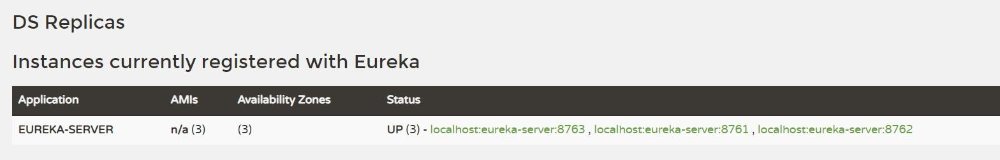 DS Replicas
Instances currently registered with Eureka
Application AMIs Availability Zones Status
EUREKA-SERVER n/a (3) (3) UP (3) - localhost:eureka-server:8763 , localhost:eureka-server:8761 , localhost:eureka-server:8762